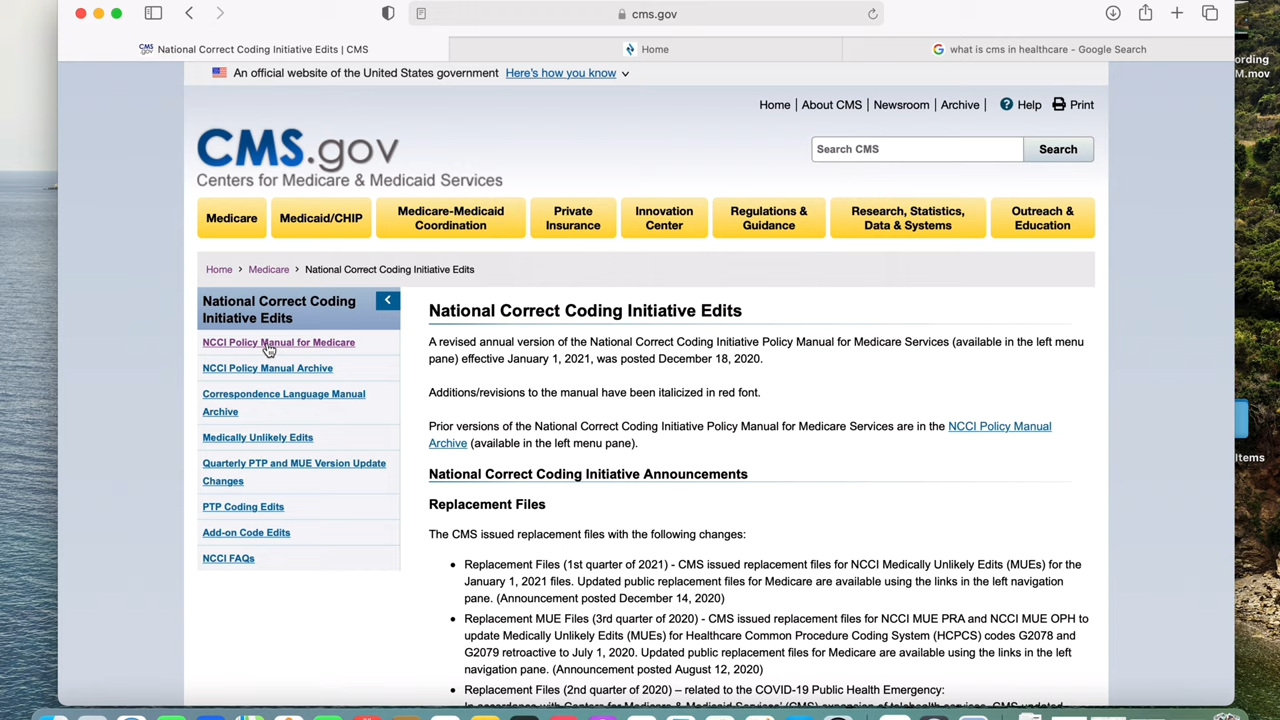 cms.gov
CMS.gov National Correct Coding Initiative Edits | CMS
Home
what is cms in healthcare - Google Search
ording
M.mov
An official website of the United States government Here's how you know
Home | About CMS | Newsroom | Archive | Help Print
CMS.gov
Centers for Medicare & Medicaid Services
Search CMS
Search
Medicare
Medicaid/CHIP
Medicare-Medicaid
Coordination
Private
Insurance
Innovation
Center
Regulations &
Guidance
Research, Statistics,
Data & Systems
Outreach &
Education
Home > Medicare > National Correct Coding Initiative Edits
National Correct Coding
Initiative Edits
NCCI Policy Manual for Medicare
NCCI Policy Manual Archive
Correspondence Language Manual
Archive
Medically Unlikely Edits
Quarterly PTP and MUE Version Update
Changes
PTP Coding Edits
Add-on Code Edits
NCCI FAQs
National Correct Coding Initiative Edits
A revised annual version of the National Correct Coding Initiative Policy Manual for Medicare Services (available in the left menu
pane) effective January 1, 2021, was posted December 18, 2020.
Additions/revisions to the manual have been italicized in red font.
Prior versions of the National Correct Coding Initiative Policy Manual for Medicare Services are in the NCCI Policy Manual
Archive (available in the left menu pane).
National Correct Coding Initiative Announcements
Replacement Files
The CMS issued replacement files with the following changes:
• Replacement Files (1st quarter of 2021) - CMS issued replacement files for NCCI Medically Unlikely Edits (MUEs) for the
January 1, 2021 files. Updated public replacement files for Medicare are available using the links in the left navigation
pane. (Announcement posted December 14, 2020)
• Replacement MUE Files (3rd quarter of 2020) - CMS issued replacement files for NCCI MUE PRA and NCCI MUE OPH to
update Medically Unlikely Edits (MUEs) for Healthcare Common Procedure Coding System (HCPCS) codes G2078 and
G2079 retroactive to July 1, 2020. Updated public replacement files for Medicare are available using the links in the left
navigation pane. (Announcement posted August 12, 2020)
• Replacement Files (2nd quarter of 2020) – related to the COVID-19 Public Health Emergency:
Items